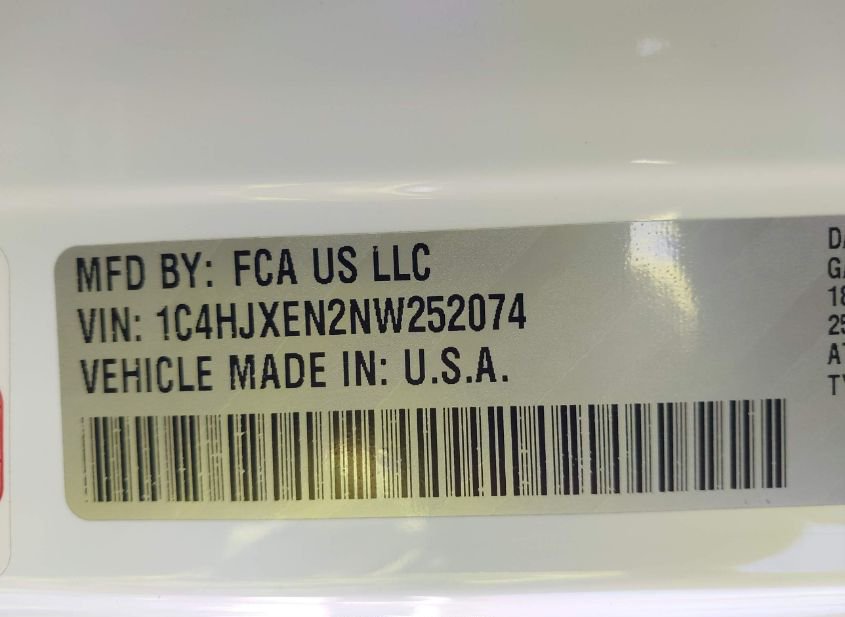 MFD BY: FCA US LLC
VIN: 1C4HJXEN2NW252074
VEHICLE MADE IN: U.S.A.